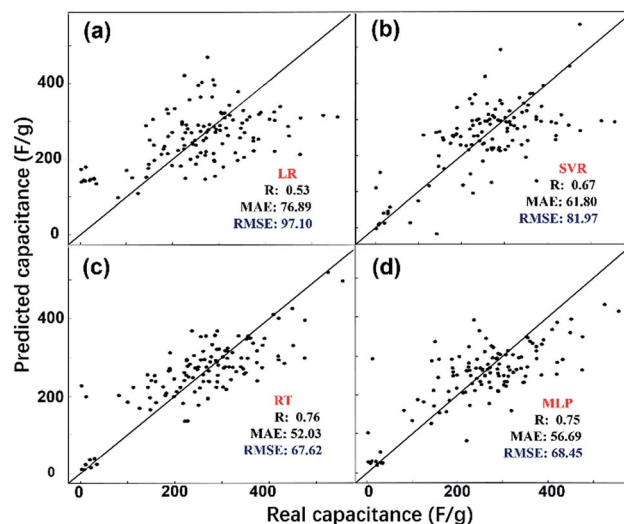 (a)
LR
R: 0.53
MAE: 76.89
RMSE: 97.10
(b)
SVR
R: 0.67
MAE: 61.80
RMSE: 81.97
(c)
RT
R: 0.76
MAE: 52.03
RMSE: 67.62
(d)
MLP
R: 0.75
MAE: 56.69
RMSE: 68.45
Predicted capacitance (F/g)
400
200
0
400
200
0
0 200 400 0 200 400
Real capacitance (F/g)